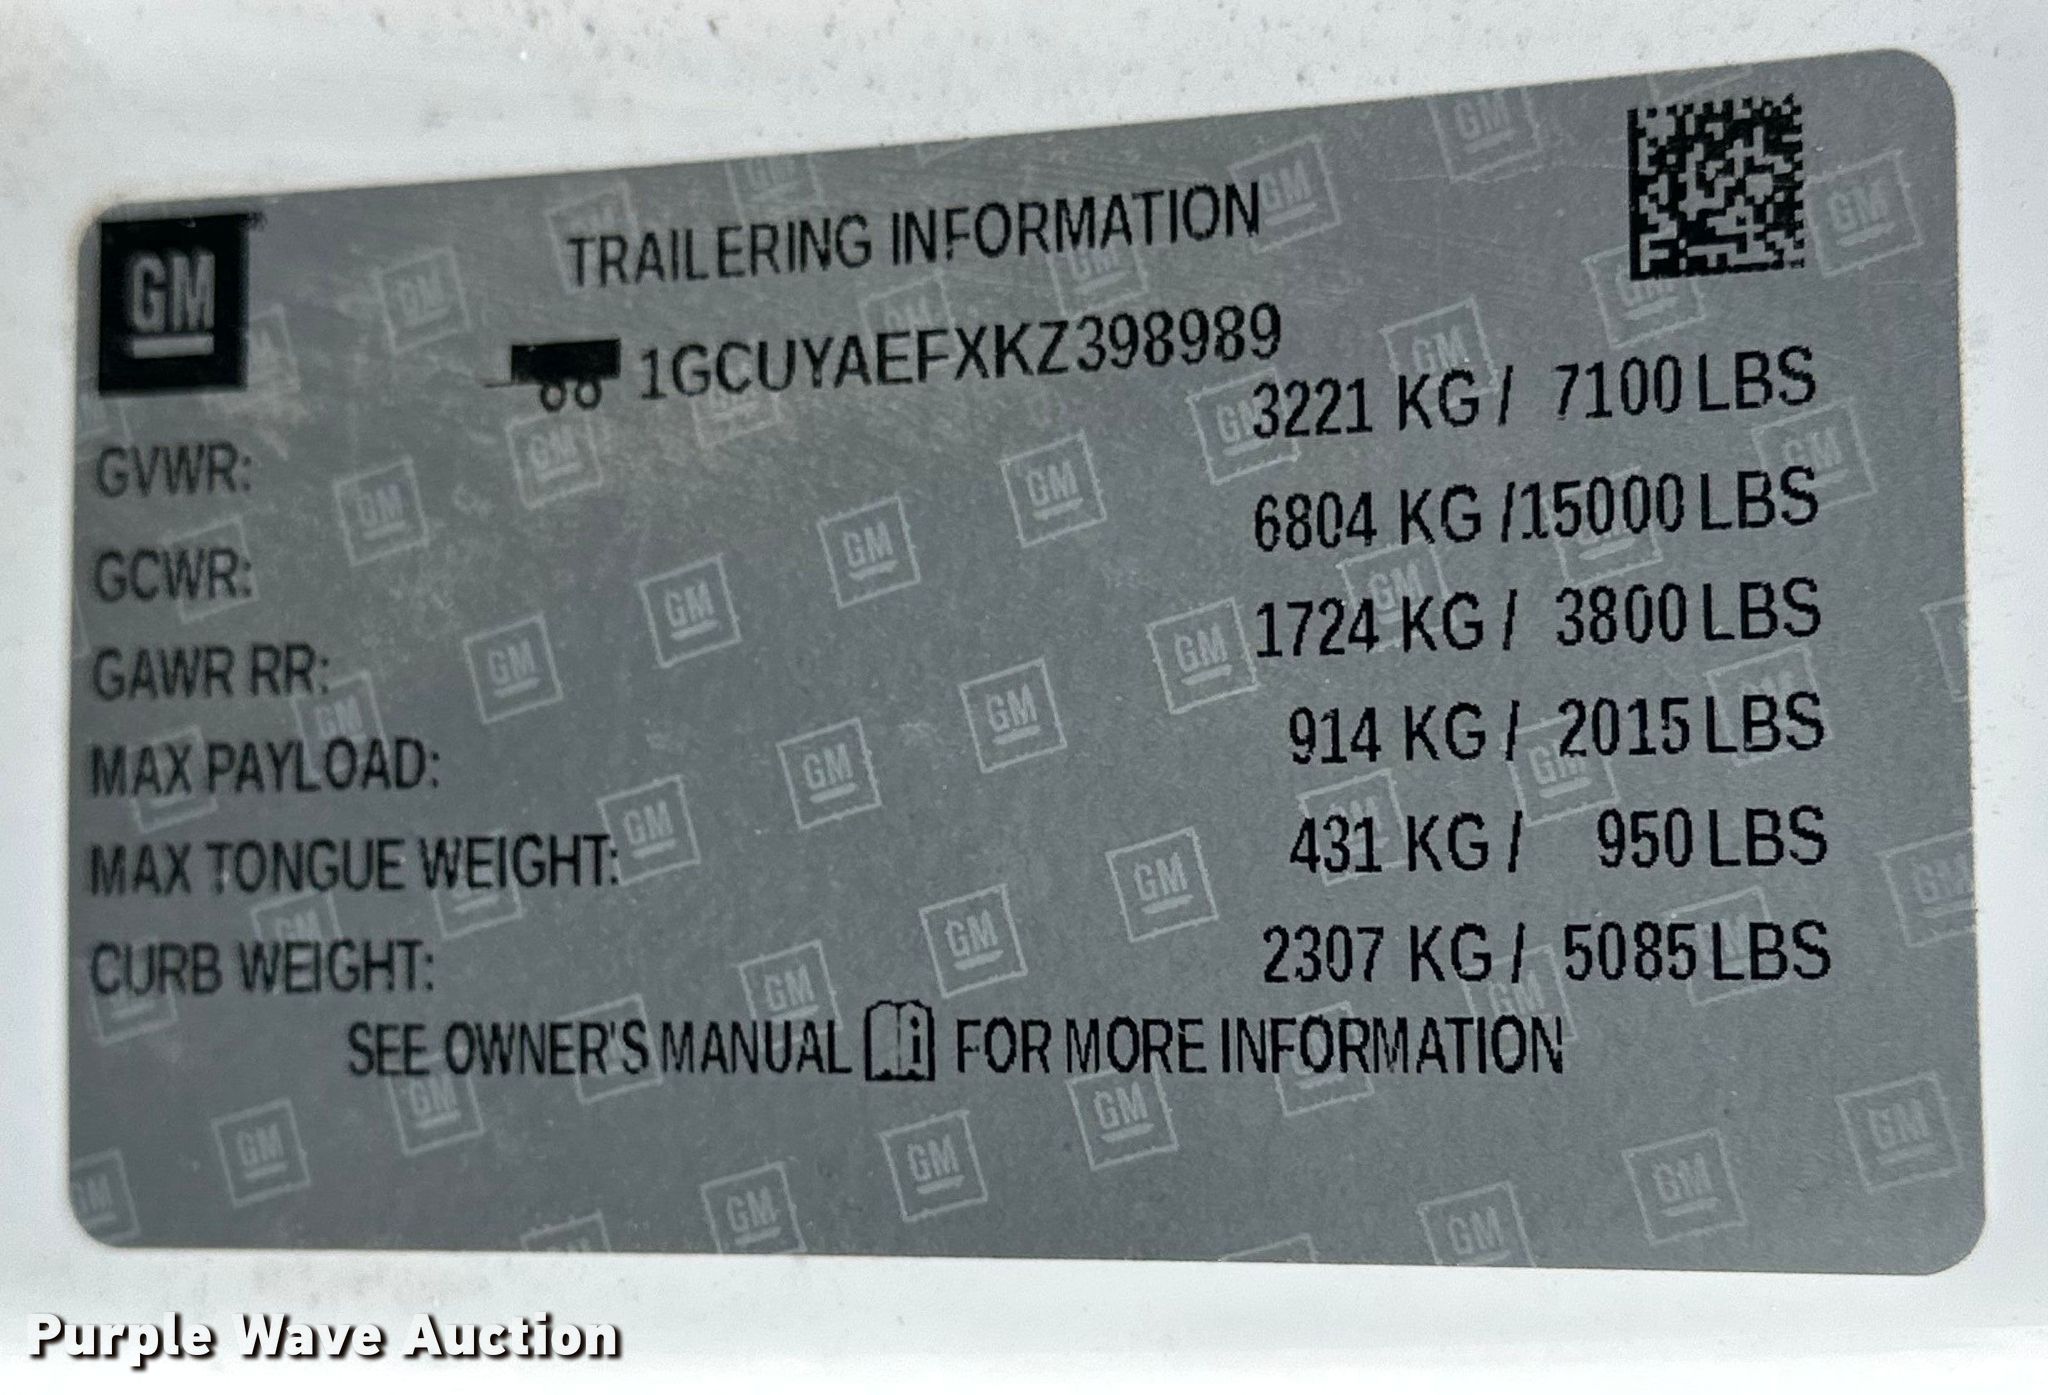 GM
TRAILERING INFORMATION
1GCUYAEFXKZ398989
GVWR: 3221 KG / 7100 LBS
GCWR: 6804 KG /15000 LBS
GAWR RR: 1724 KG / 3800 LBS
MAX PAYLOAD: 914 KG / 2015 LBS
MAX TONGUE WEIGHT: 431 KG / 950 LBS
CURB WEIGHT: 2307 KG / 5085 LBS
SEE OWNER'S MANUAL i FOR MORE INFORMATION
Purple Wave Auction